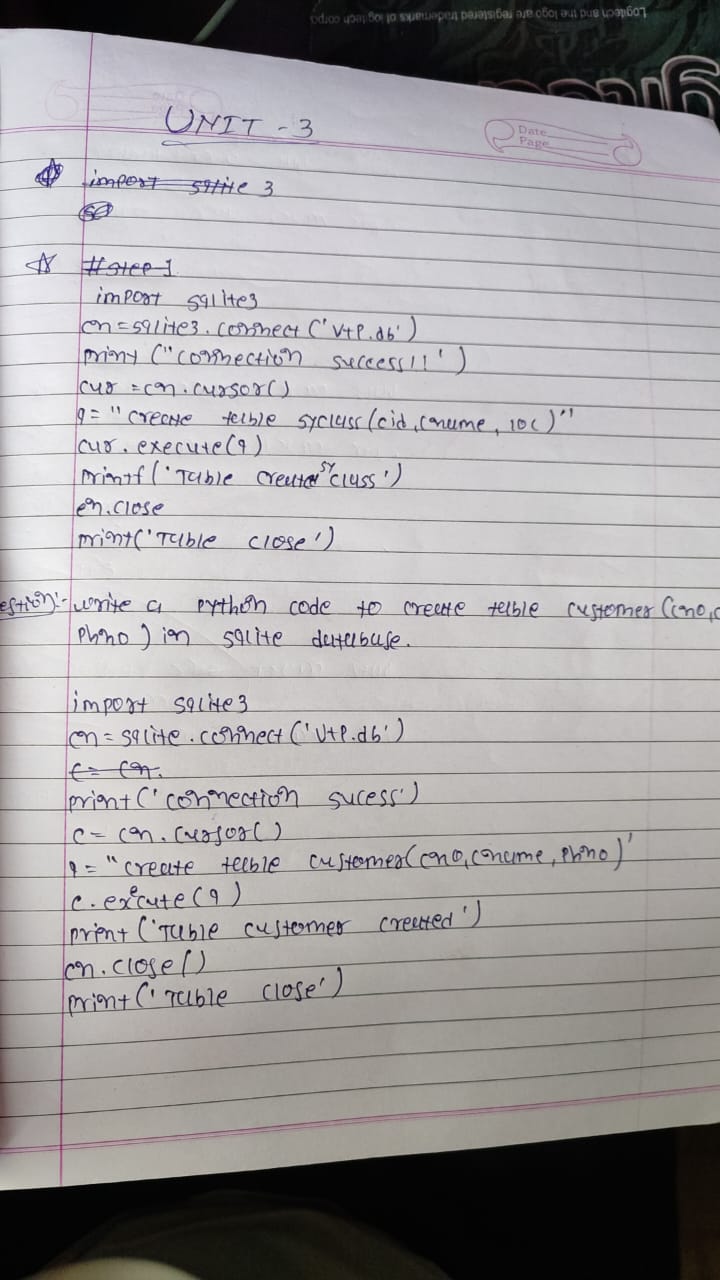 Logitech and the logo are registered trademarks of logitech corpo
UNIT - 3
Date
Page
import sqlite 3
#step-1
import sqlite3
cn = sqlite3.connect ('vtp.db')
print ("connection success!!')
cur = cn.cursor()
q = "create table syclass (cid, cname, loc)"
cur.execute(q)
printf ('Table created syclass')
cn.close
print('Table close')
estion:- write a python code to create table customer (cno, c
phno) in sqlite database.
import sqlite3
cn = sqlite.connect ('vtp.db')
c = cn.
print ('connection sucess')
c = cn.cursor()
q = "create table customer (cno, cname, phno)'
c.execute (q)
print ('Table customer created')
cn.close()
print ('Table close')